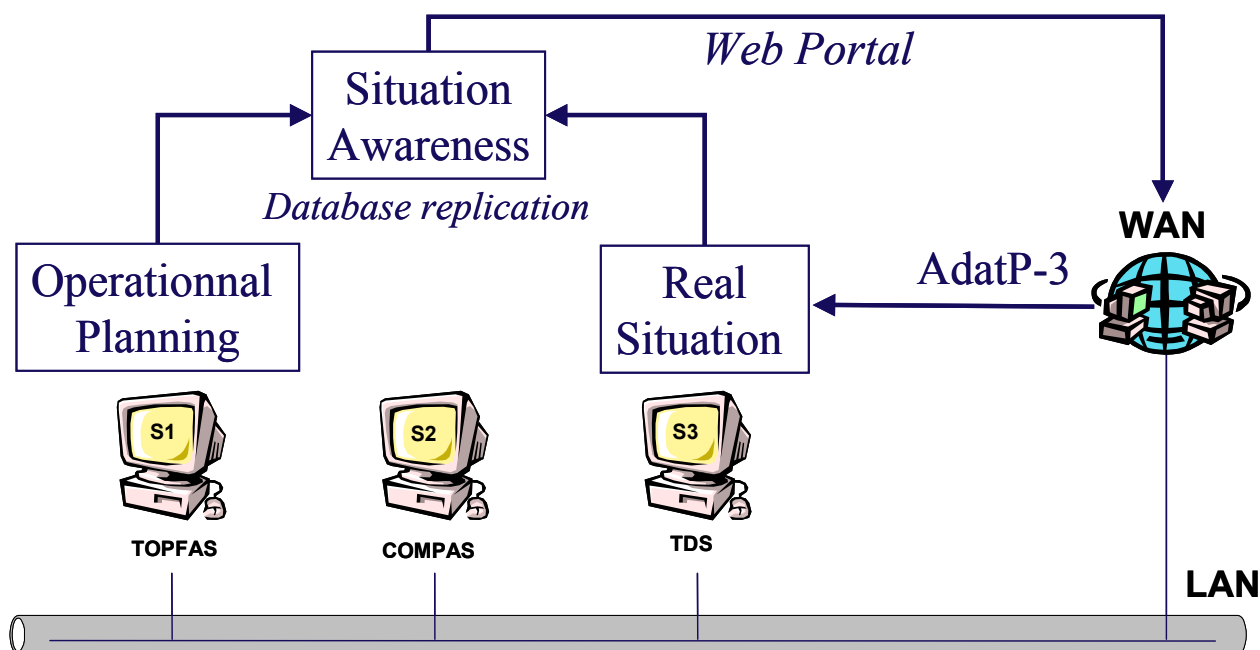 Web Portal
Situation
Awareness
Database replication
WAN
Operationnal
Planning
Real
Situation
AdatP-3
S1
S2
S3
TOPFAS
COMPAS
TDS
LAN